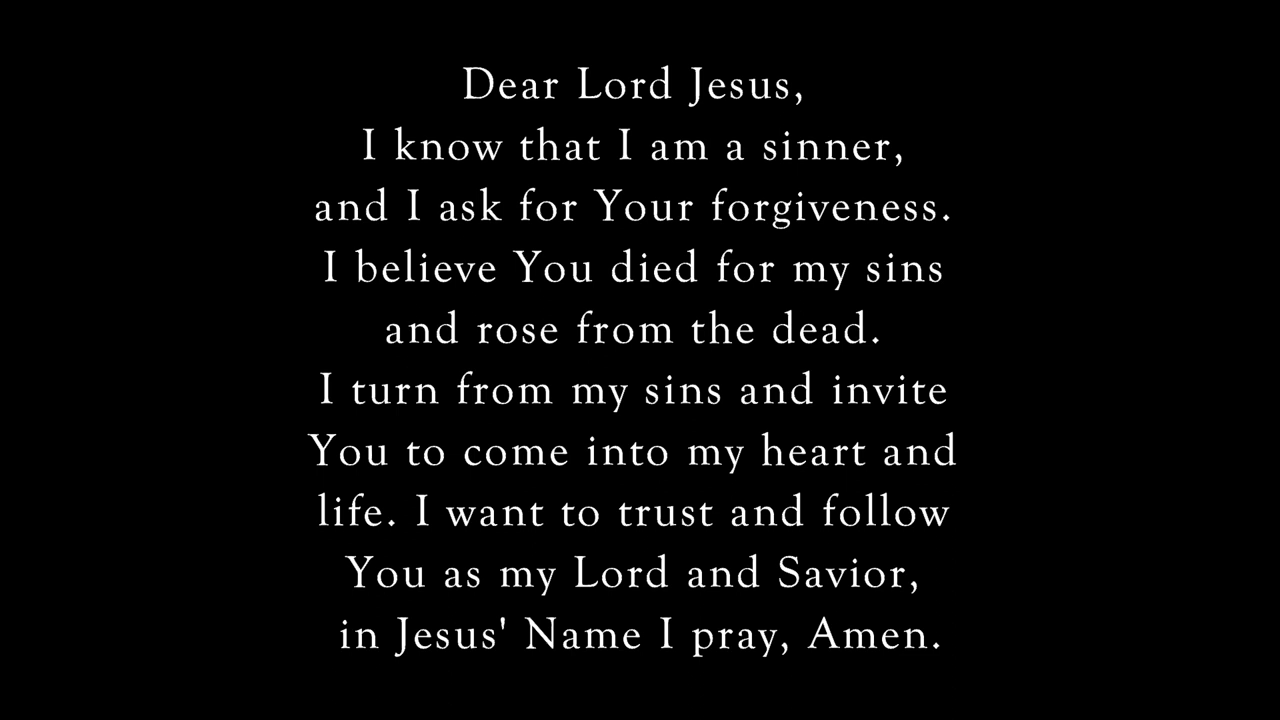 Dear Lord Jesus,
I know that I am a sinner,
and I ask for Your forgiveness.
I believe You died for my sins
and rose from the dead.
I turn from my sins and invite
You to come into my heart and
life. I want to trust and follow
You as my Lord and Savior,
in Jesus' Name I pray, Amen.